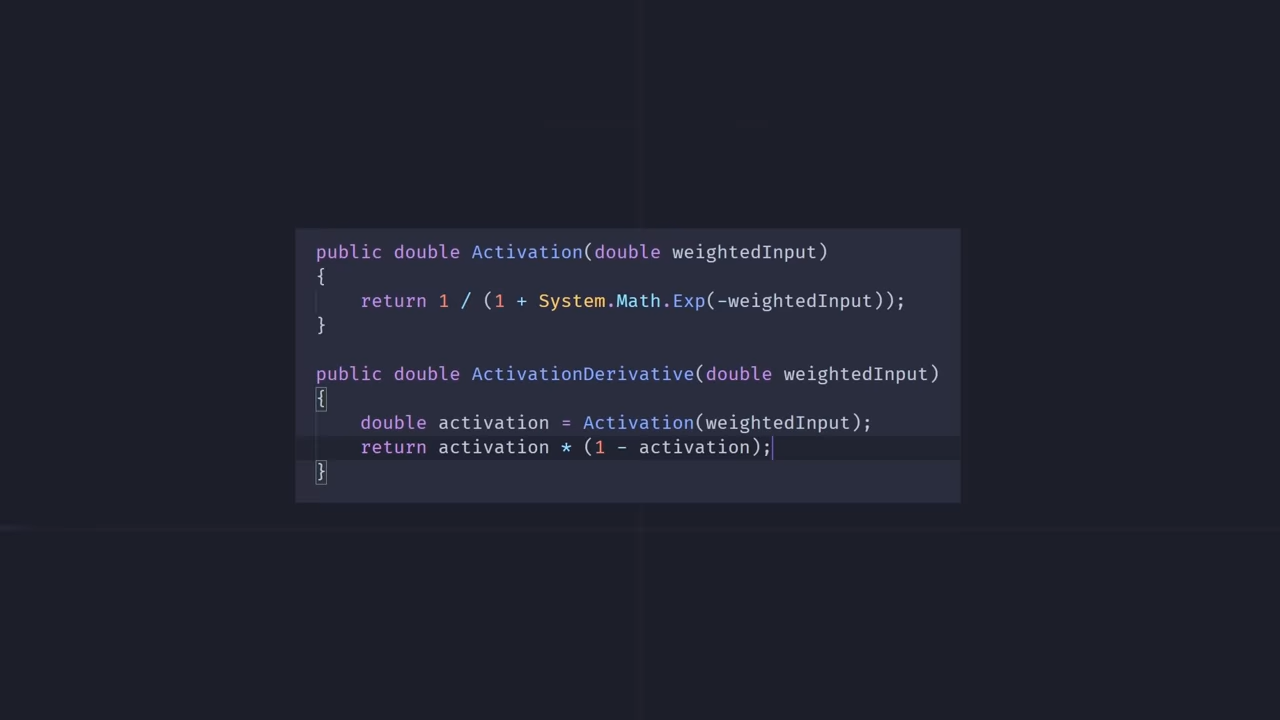 public double Activation(double weightedInput)
{
    return 1 / (1 + System.Math.Exp(-weightedInput));
}

public double ActivationDerivative(double weightedInput)
{
    double activation = Activation(weightedInput);
    return activation * (1 - activation);
}